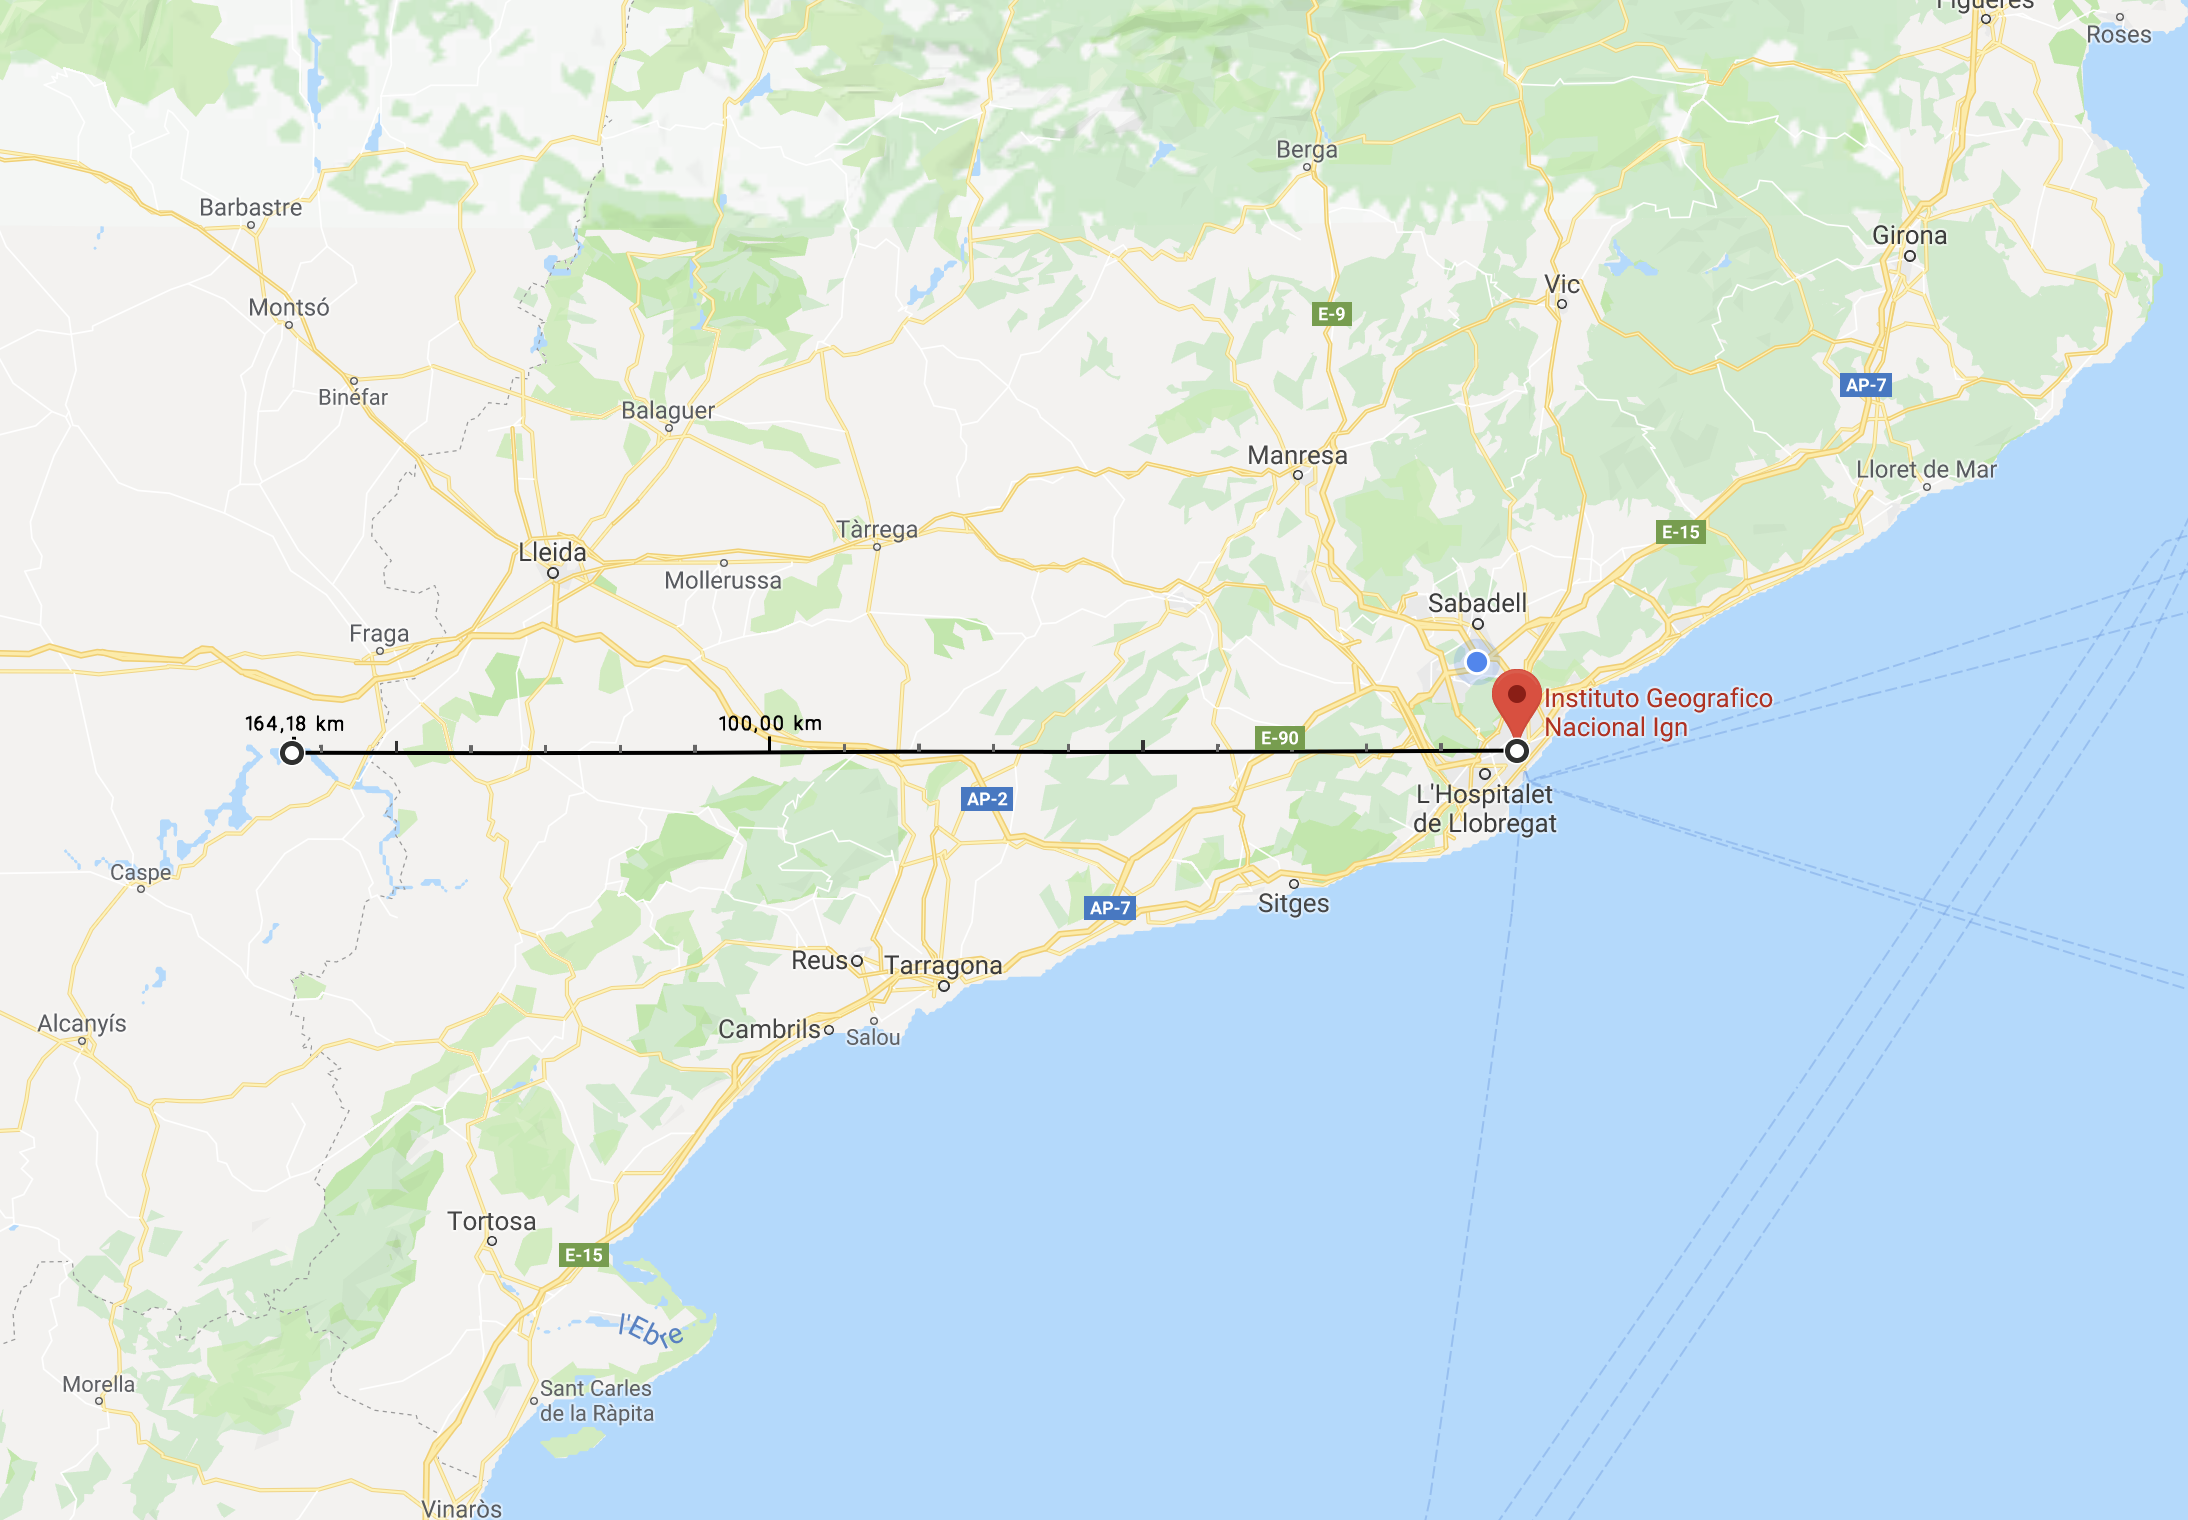 Figueres
Roses
Berga
Barbastre
Girona
Vic
Montsó
E-9
AP-7
Binéfar
Balaguer
Manresa
Lloret de Mar
Tàrrega
E-15
Lleida
Mollerussa
Sabadell
Fraga
Instituto Geografico
Nacional Ign
164,18 km
100,00 km
E-90
AP-2
L'Hospitalet
de Llobregat
Caspe
AP-7
Sitges
Reus
Tarragona
Alcanyís
Cambrils
Salou
Tortosa
E-15
l'Ebre
Morella
Sant Carles
de la Ràpita
Vinaròs